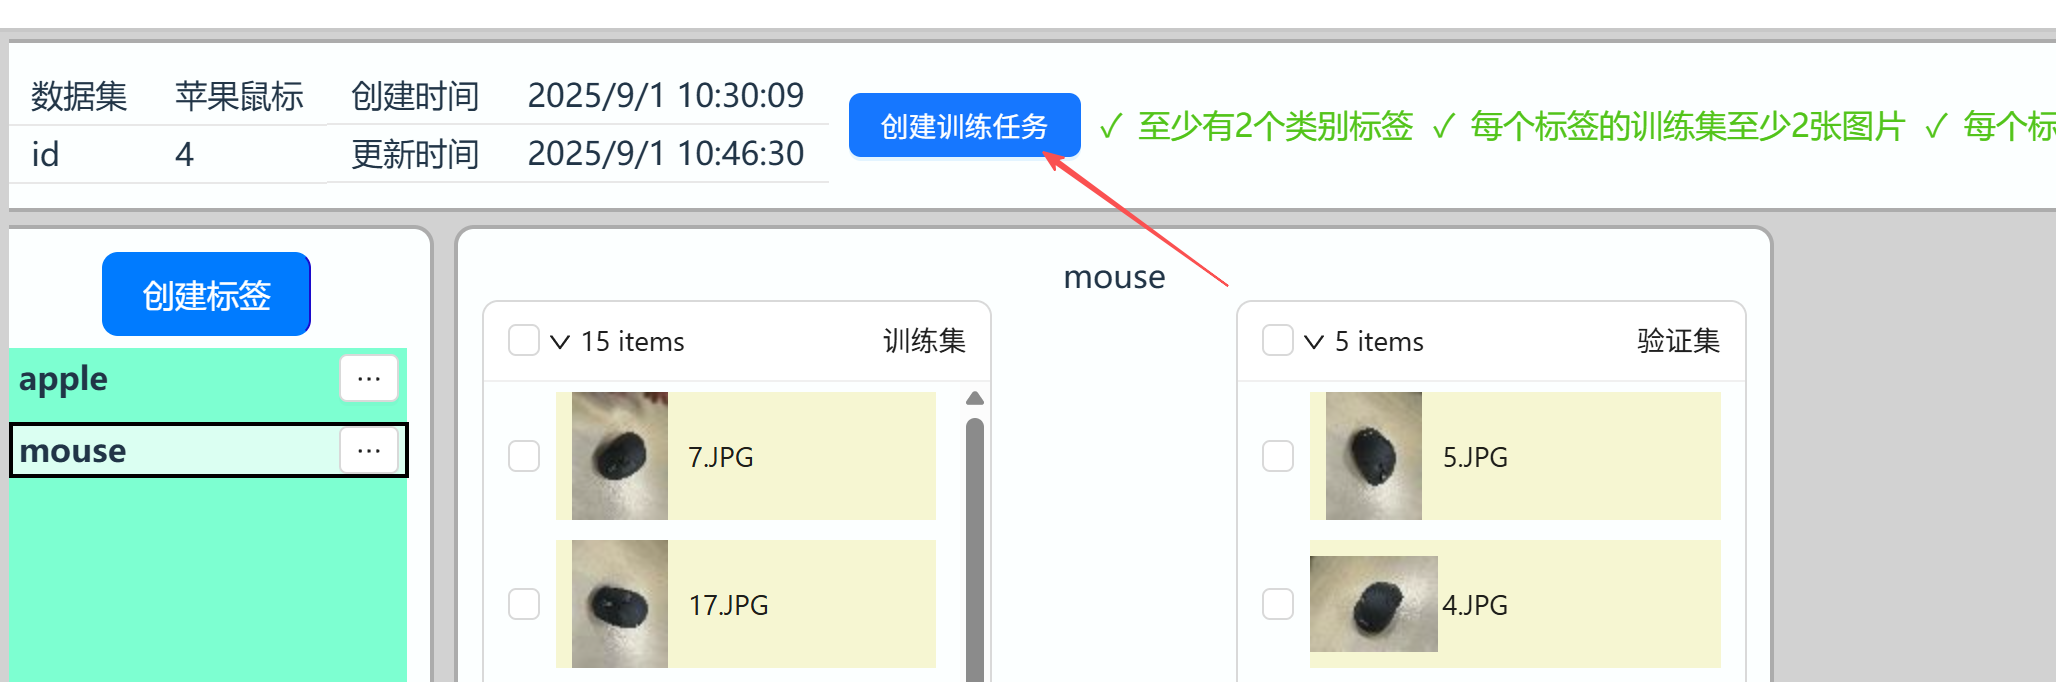 数据集 苹果鼠标 创建时间 2025/9/1 10:30:09
id 4 更新时间 2025/9/1 10:46:30
创建训练任务 ✓ 至少有2个类别标签 ✓ 每个标签的训练集至少2张图片 ✓ 每个标
创建标签
apple ...
mouse ...
mouse
15 items 训练集
7.JPG
17.JPG
5 items 验证集
5.JPG
4.JPG